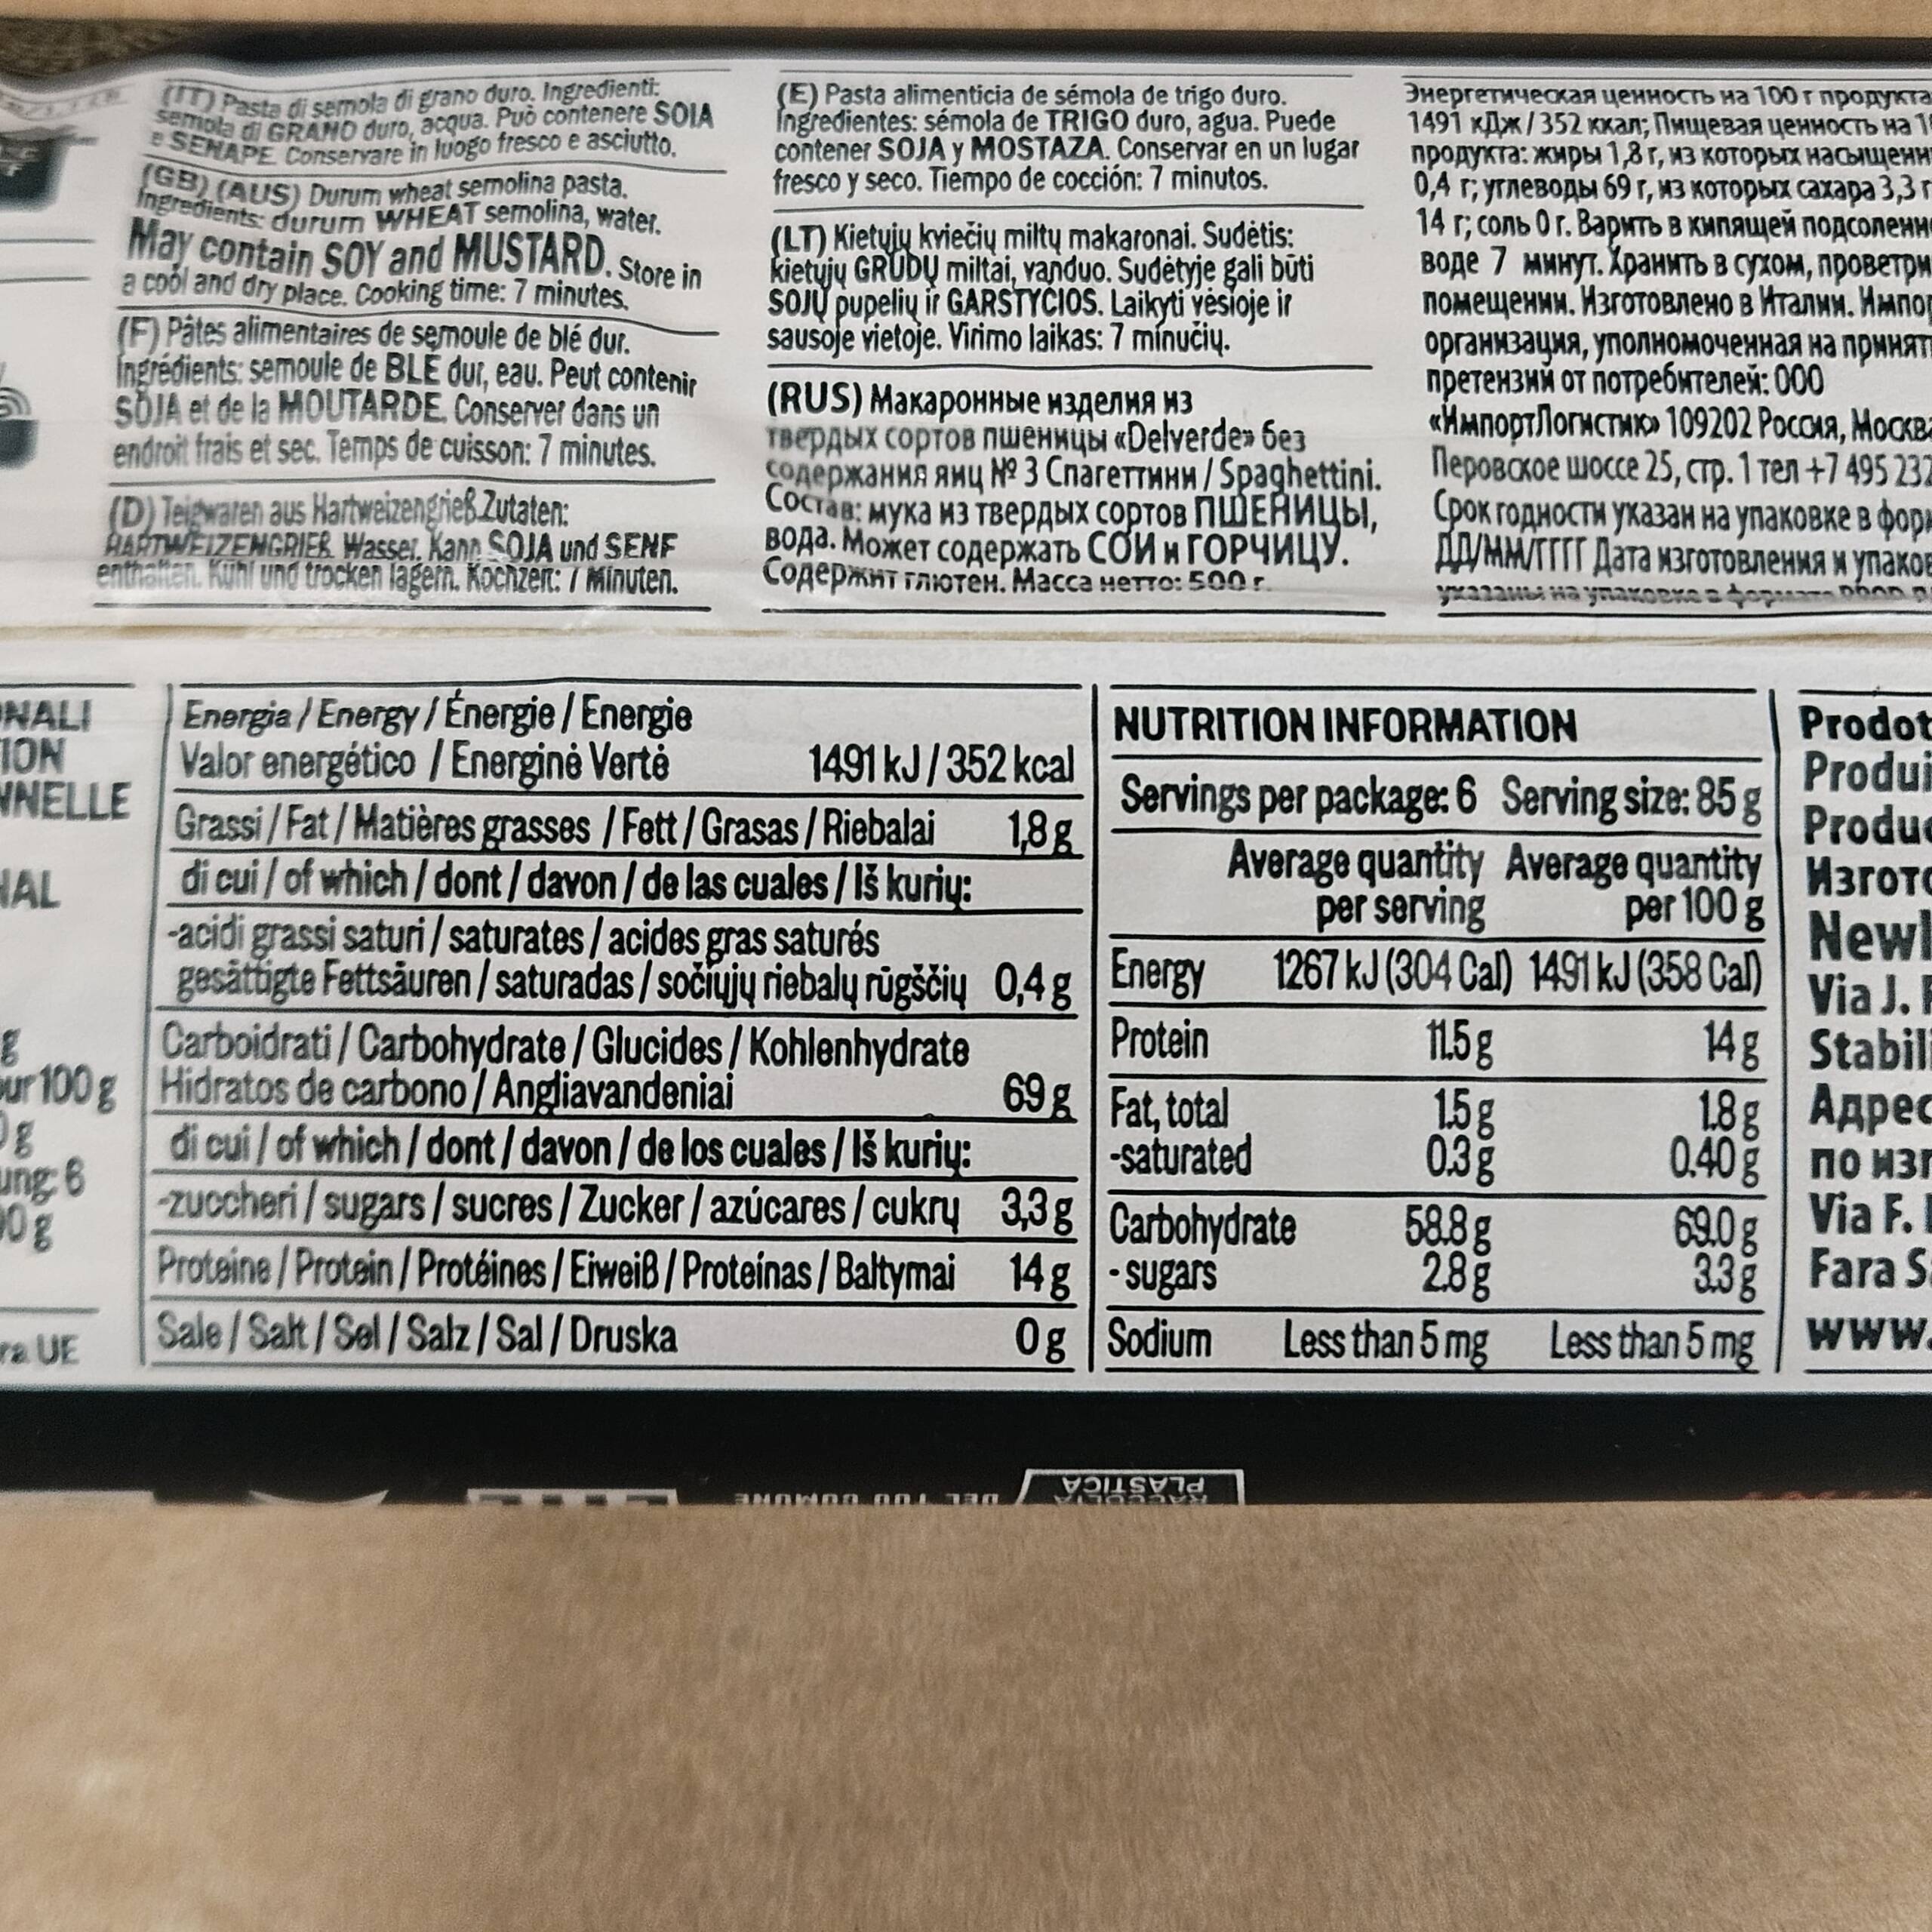 (IT) Pasta di semola di grano duro. Ingredienti:
semola di GRANO duro, acqua. Può contenere SOIA
e SENAPE. Conservare in luogo fresco e asciutto.
(GB) (AUS) Durum wheat semolina pasta.
Ingredients: durum WHEAT semolina, water.
May contain SOY and MUSTARD. Store in
a cool and dry place. Cooking time: 7 minutes.
(F) Pâtes alimentaires de semoule de blé dur.
Ingrédients: semoule de BLE dur, eau. Peut contenir
SOJA et de la MOUTARDE. Conserver dans un
endroit frais et sec. Temps de cuisson: 7 minutes.
(D) Teigwaren aus Hartweizengrieß.Zutaten:
HARTWEIZENGRIEß. Wasser. Kann SOJA und SENF
enthalten. Kühl und trocken lagern. Kochzeit: 7 Minuten.
(E) Pasta alimenticia de sémola de trigo duro.
Ingredientes: sémola de TRIGO duro, agua. Puede
contener SOJA y MOSTAZA. Conservar en un lugar
fresco y seco. Tiempo de cocción: 7 minutos.
(LT) Kietųjų kviečių miltų makaronai. Sudėtis:
kietųjų GRŪDŲ miltai, vanduo. Sudėtyje gali būti
SOJŲ pupelių ir GARSTYČIOS. Laikyti vėsioje ir
sausoje vietoje. Virimo laikas: 7 minučių.
(RUS) Макаронные изделия из
твердых сортов пшеницы «Delverde» без
содержания яиц № 3 Спагеттини / Spaghettini.
Состав: мука из твердых сортов ПШЕНИЦЫ,
вода. Может содержать СОИ и ГОРЧИЦУ.
Содержит глютен. Масса нетто: 500 г.
Энергетическая ценность на 100 г продукта
1491 кДж / 352 ккал; Пищевая ценность на
продукта: жиры 1,8 г, из которых
0,4 г; углеводы 69 г, из которых сахара 3,3 г
14 г; соль 0 г. Варить в кипящей
воде 7 минут. Хранить в сухом,
помещении. Изготовлено в Италии.
организация, уполномоченная на
претензий от потребителей: ООО
«ИмпортЛогистик» 109202 Россия, Москва
Перовское шоссе 25, стр. 1 тел +7 495 232
Срок годности указан на упаковке в
ДД/ММ/ГГГГ Дата изготовления и
указаны на упаковке в формате PROD
NALI
ION
NNELLE
NAL
g
our 100 g
0 g
ung: 6
00 g
ra UE
Energia / Energy / Énergie / Energie
Valor energético / Energinė Vertė 1491 kJ / 352 kcal
Grassi / Fat / Matières grasses / Fett / Grasas / Riebalai 1,8 g
di cui / of which / dont / davon / de las cuales / Iš kurių:
-acidi grassi saturi / saturates / acides gras saturés
gesättigte Fettsäuren / saturadas / sočiųjų riebalų rūgščių 0,4 g
Carboidrati / Carbohydrate / Glucides / Kohlenhydrate
Hidratos de carbono / Angliavandeniai 69 g
di cui / of which / dont / davon / de los cuales / Iš kurių:
-zuccheri / sugars / sucres / Zucker / azúcares / cukrų 3,3 g
Proteine / Protein / Protéines / Eiweiß / Proteínas / Baltymai 14 g
Sale / Salt / Sel / Salz / Sal / Druska 0 g
NUTRITION INFORMATION
Servings per package: 6 Serving size: 85 g
Average quantity Average quantity
per serving per 100 g
Energy 1267 kJ (304 Cal) 1491 kJ (358 Cal)
Protein 11.5 g 14 g
Fat, total 1.5 g 1.8 g
-saturated 0.3 g 0.40 g
Carbohydrate 58.8 g 69.0 g
- sugars 2.8 g 3.3 g
Sodium Less than 5 mg Less than 5 mg
Prodot
Produi
Produc
Изгото
Newl
Via J.
Stabili
Адрес
по изг
Via F.
Fara S
www.
RACCOLTA
PLASTICA